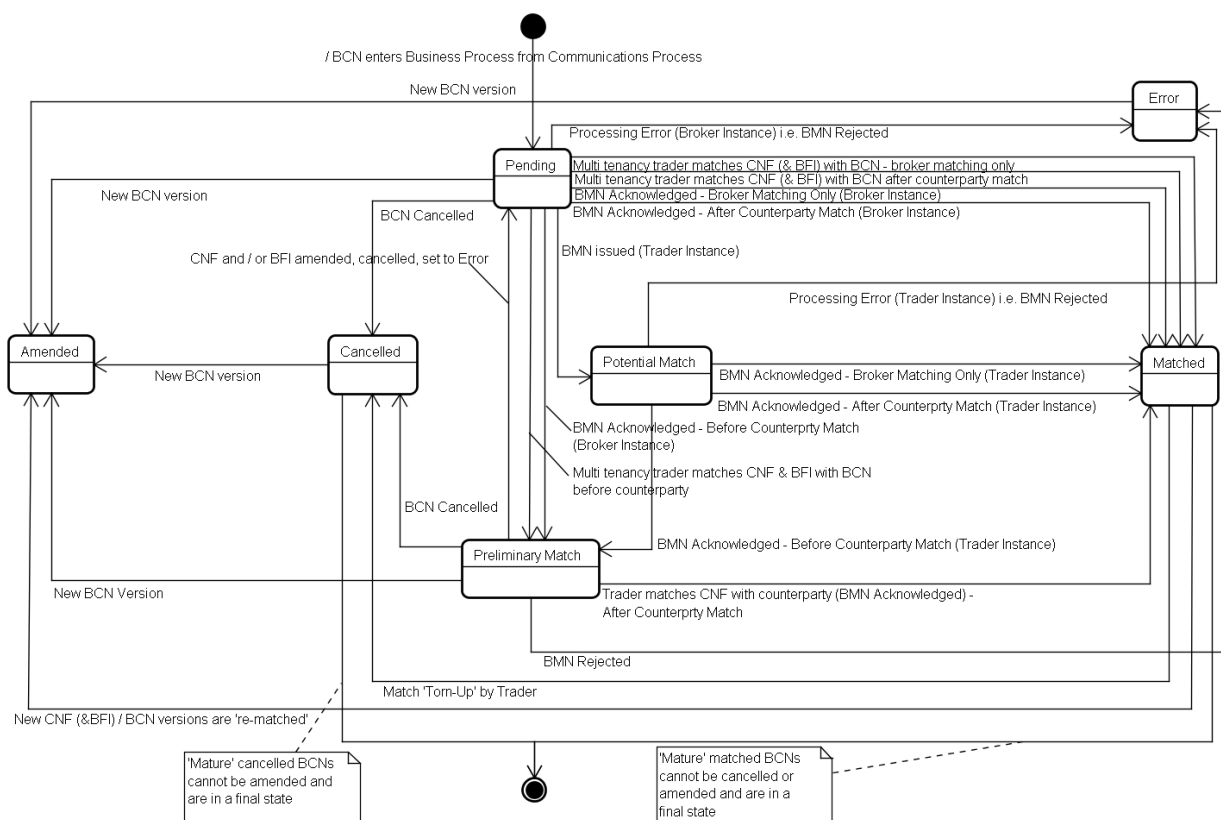 / BCN enters Business Process from Communications Process
New BCN version
Error
Processing Error (Broker Instance) i.e. BMN Rejected
Pending
Multi tenancy trader matches CNF (& BFI) with BCN - broker matching only
Multi tenancy trader matches CNF (& BFI) with BCN after counterparty match
New BCN version
BMN Acknowledged - Broker Matching Only (Broker Instance)
BCN Cancelled
BMN Acknowledged - After Counterparty Match (Broker Instance)
BMN issued (Trader Instance)
CNF and / or BFI amended, cancelled, set to Error
Processing Error (Trader Instance) i.e. BMN Rejected
Amended
Cancelled
Potential Match
Matched
New BCN version
BMN Acknowledged - Broker Matching Only (Trader Instance)
BMN Acknowledged - After Counterprty Match (Trader Instance)
BMN Acknowledged - Before Counterprty Match
(Broker Instance)
Multi tenancy trader matches CNF & BFI with BCN
before counterparty
BCN Cancelled
BMN Acknowledged - Before Counterparty Match (Trader Instance)
Preliminary Match
New BCN Version
Trader matches CNF with counterparty (BMN Acknowledged) -
After Counterprty Match
BMN Rejected
Match 'Torn-Up' by Trader
New CNF (&BFI) / BCN versions are 're-matched'
'Mature' cancelled BCNs
cannot be amended and
are in a final state
'Mature' matched BCNs
cannot be cancelled or
amended and are in a
final state